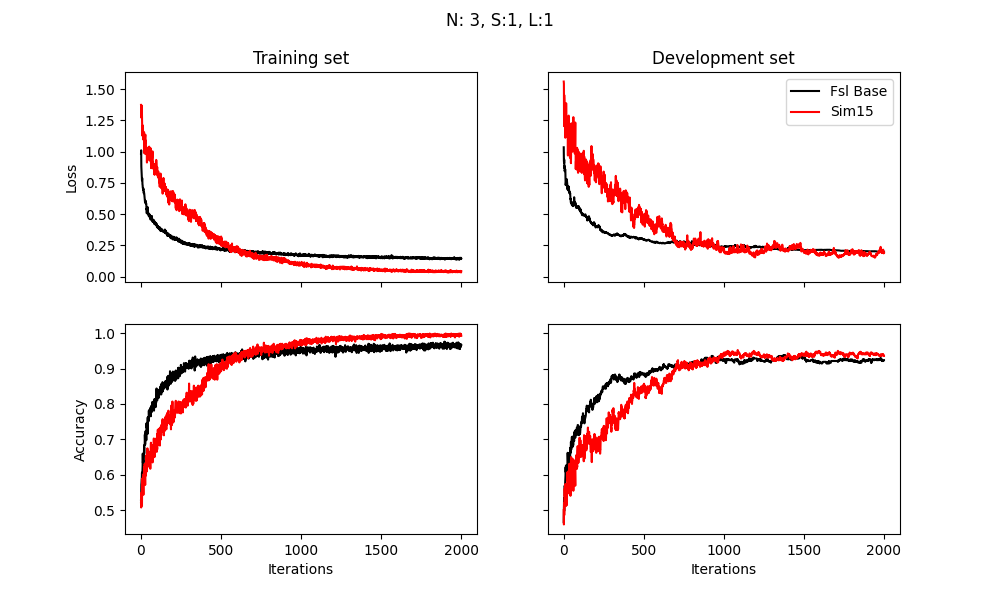 N: 3, S:1, L:1
Training set
Development set
Loss
1.50
1.25
1.00
0.75
0.50
0.25
0.00
Fsl Base
Sim15
Accuracy
1.0
0.9
0.8
0.7
0.6
0.5
0 500 1000 1500 2000
Iterations
0 500 1000 1500 2000
Iterations